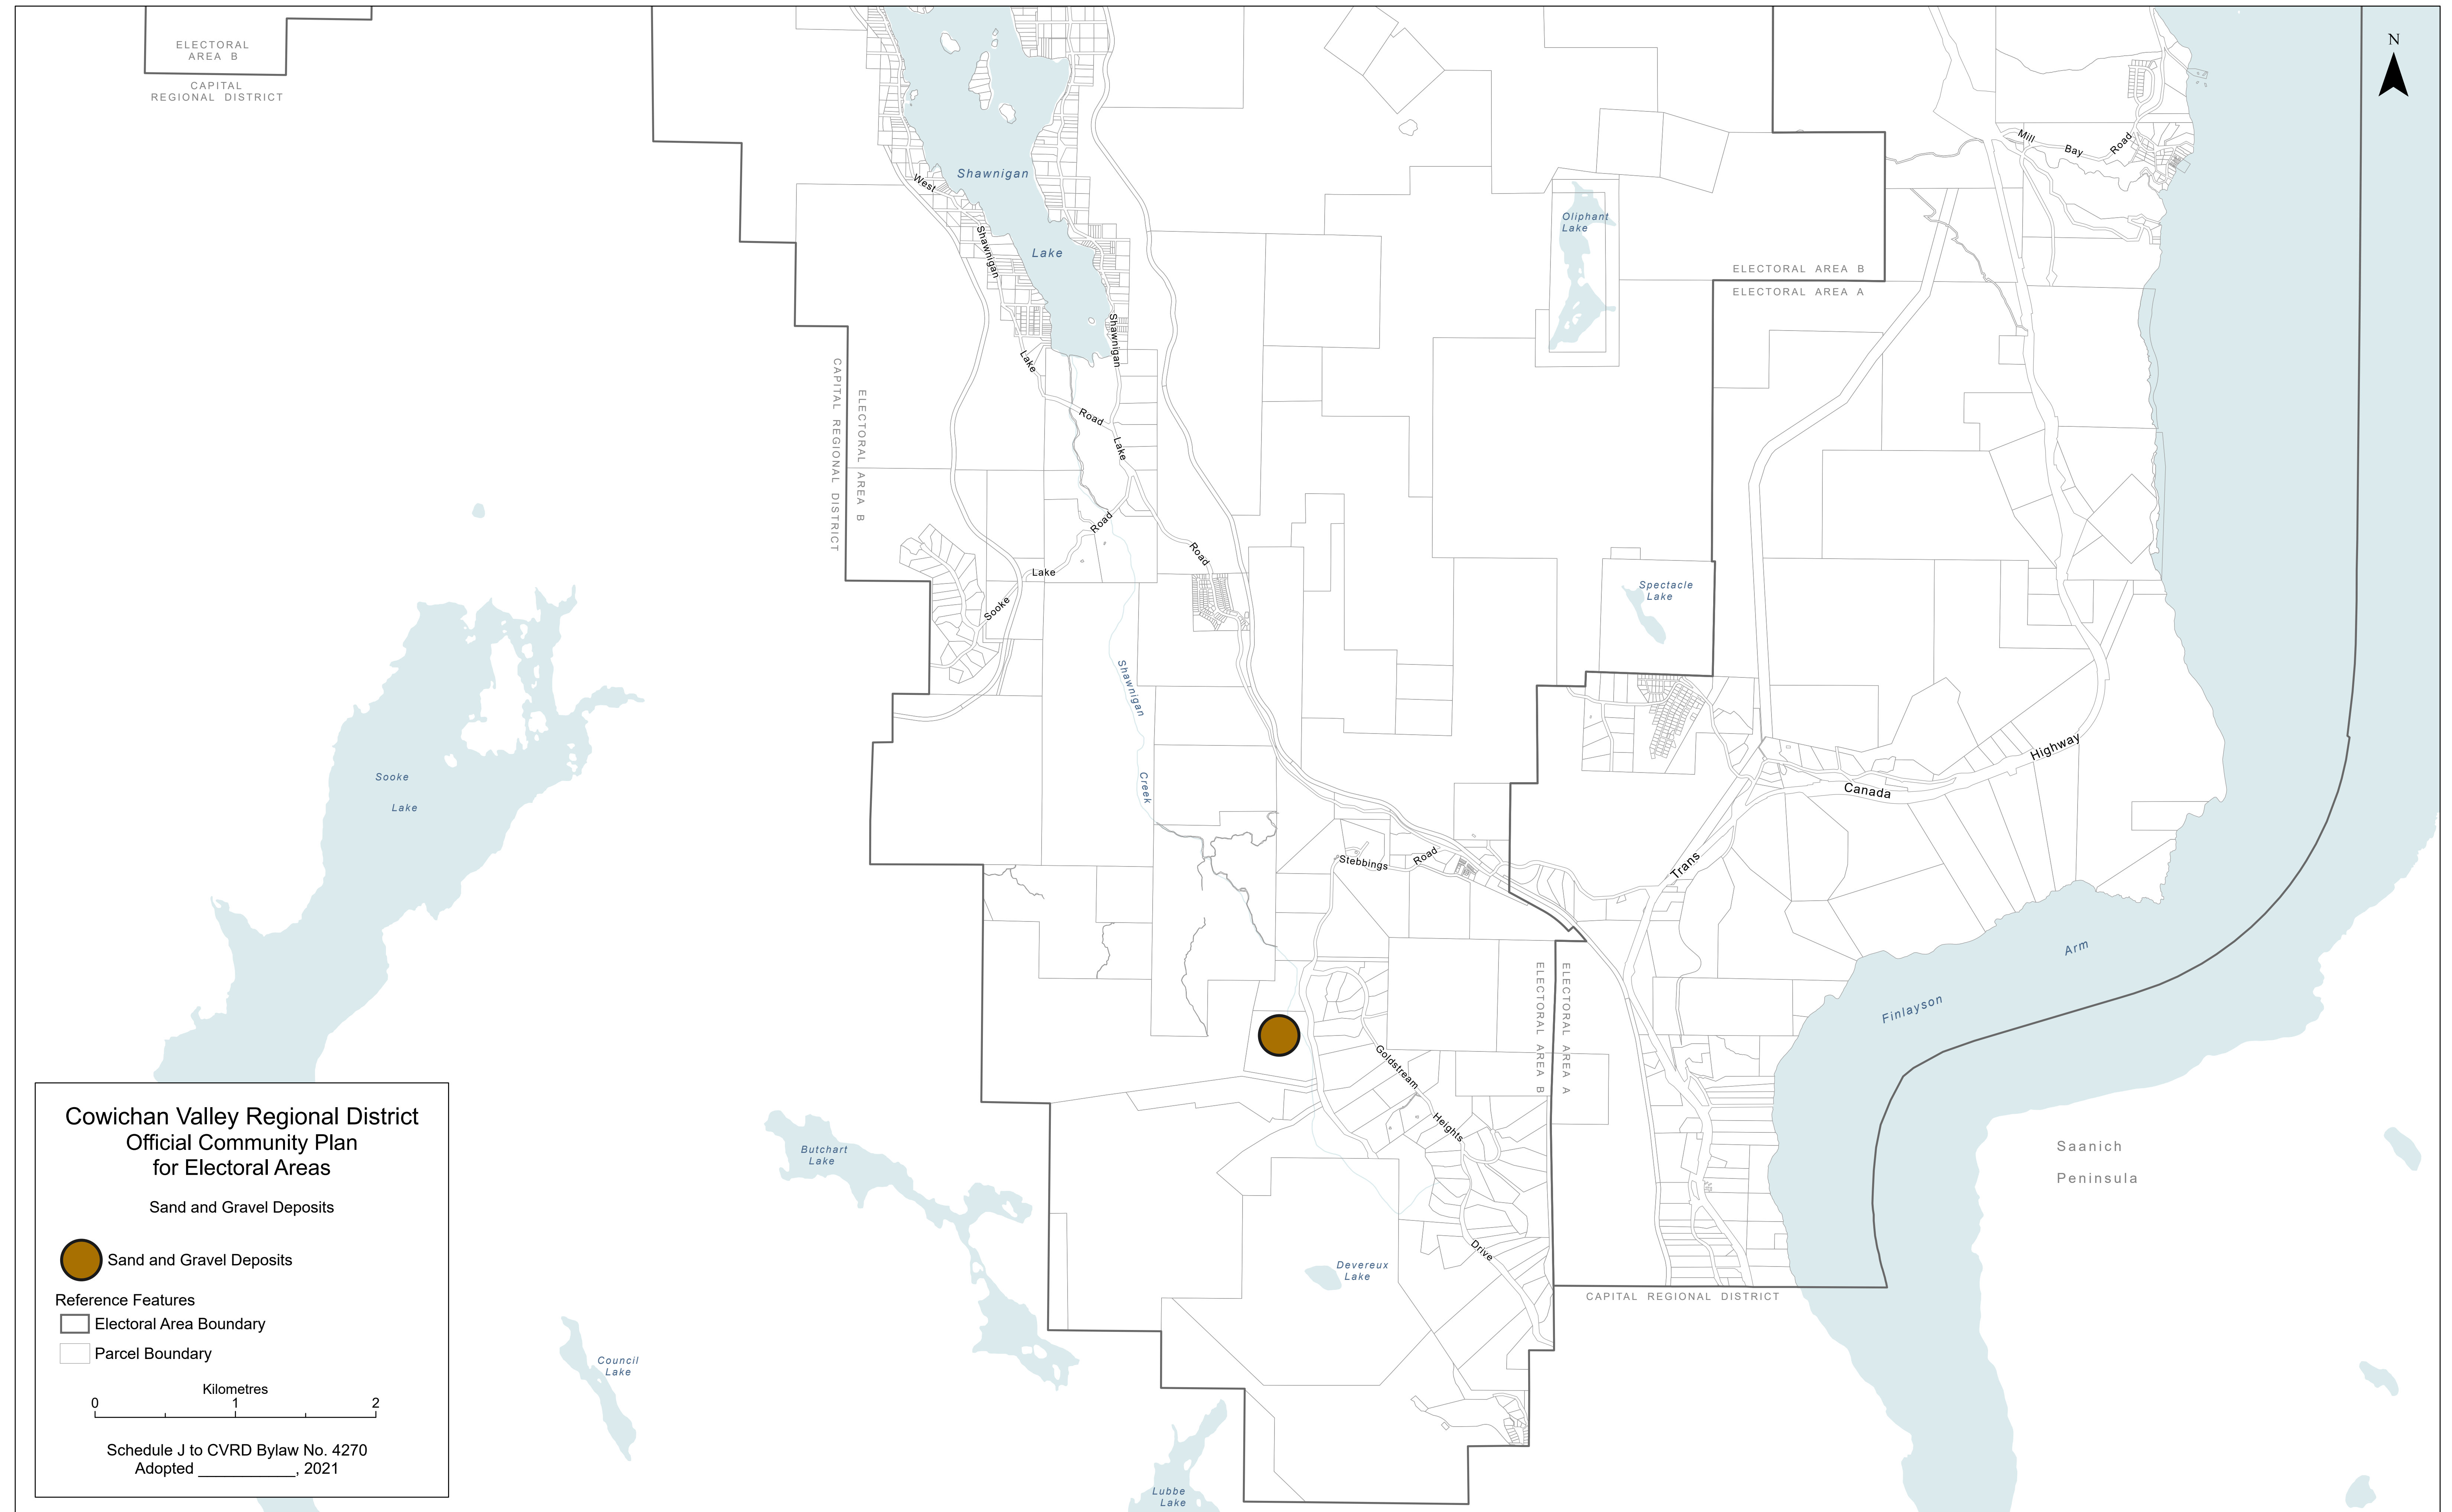 ELECTORAL
AREA B
CAPITAL
REGIONAL DISTRICT
N
Mill Bay Road
Shawnigan
Lake
West Shawnigan Lake Road
Oliphant
Lake
ELECTORAL AREA B
ELECTORAL AREA A
Shawnigan Lake Road
CAPITAL REGIONAL DISTRICT
ELECTORAL AREA B
Sooke Lake Road
Spectacle
Lake
Shawnigan Creek
Sooke
Lake
Trans Canada Highway
Stebbings Road
Finlayson Arm
ELECTORAL AREA B
ELECTORAL AREA A
Goldstream Heights Drive
Butchart
Lake
Saanich
Peninsula
Devereux
Lake
CAPITAL REGIONAL DISTRICT
Council
Lake
Lubbe
Lake
Cowichan Valley Regional District
Official Community Plan
for Electoral Areas
Sand and Gravel Deposits
Sand and Gravel Deposits
Reference Features
Electoral Area Boundary
Parcel Boundary
Kilometres
0 1 2
Schedule J to CVRD Bylaw No. 4270
Adopted ___________, 2021